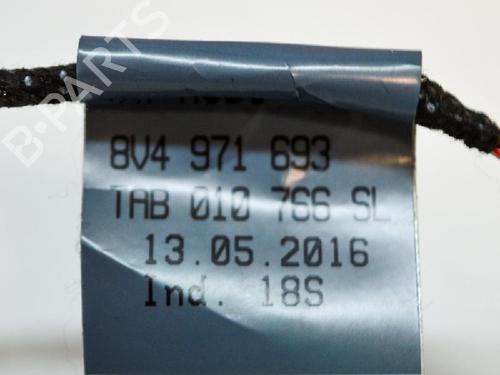 B-PARTS
8V4 971 693
TAB 010 766 SL
13.05.2016
Ind. 18S